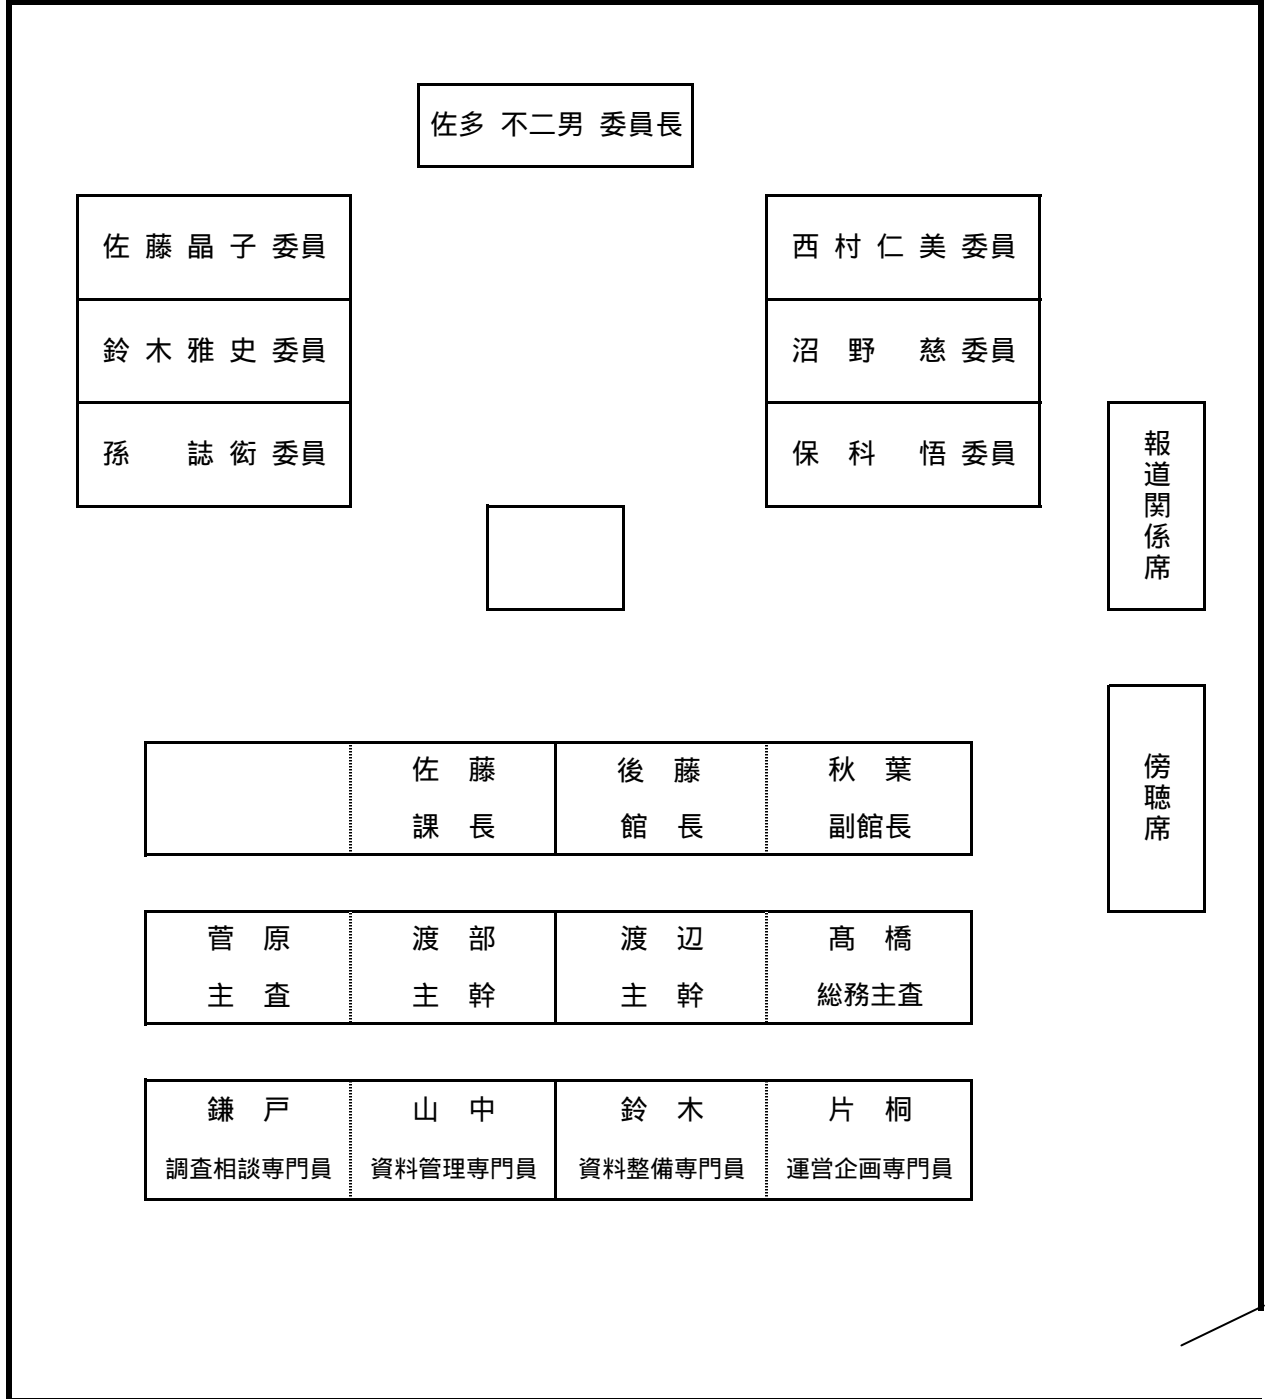 佐多 不二男 委員長
佐 藤 晶 子 委員
鈴 木 雅 史 委員
孫 誌 衒 委員
西 村 仁 美 委員
沼 野 慈 委員
保 科 悟 委員
報道関係席
傍聴席
佐 藤 後 藤 秋 葉
課 長 館 長 副館長
菅 原 渡 部 渡 辺 髙 橋
主 査 主 幹 主 幹 総務主査
鎌 戸 山 中 鈴 木 片 桐
調査相談専門員 資料管理専門員 資料整備専門員 運営企画専門員